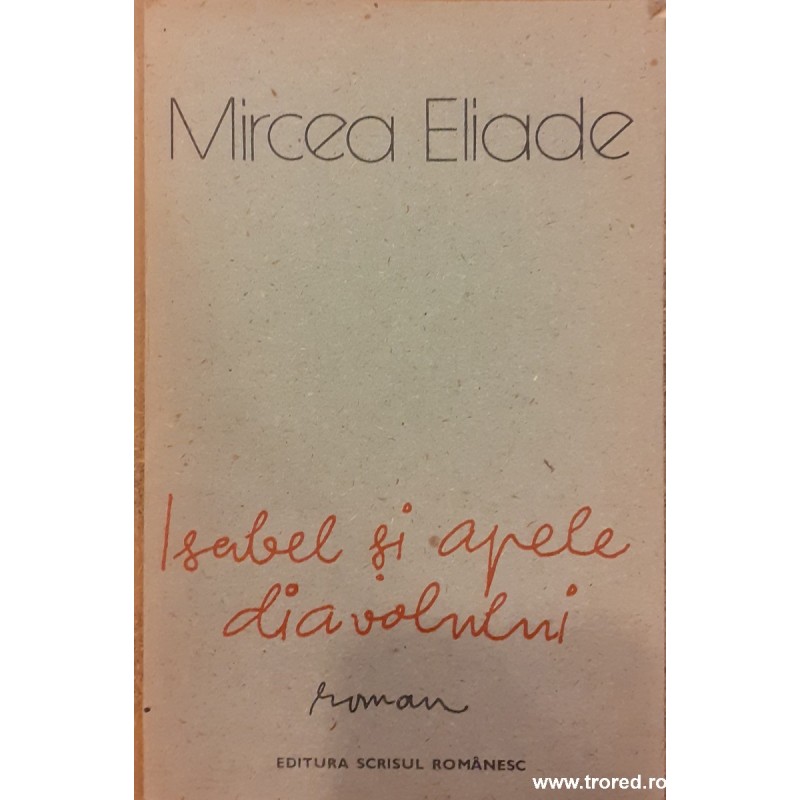 Mircea Eliade
Isabel și apele
diavolului
roman
EDITURA SCRISUL ROMÂNESC
www.trored.ro